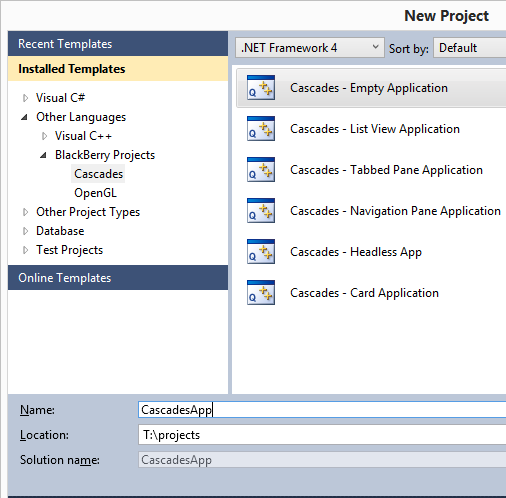 New Project
Recent Templates
Installed Templates
Visual C#
Other Languages
Visual C++
BlackBerry Projects
Cascades
OpenGL
Other Project Types
Database
Test Projects
Online Templates
.NET Framework 4 Sort by: Default
Cascades - Empty Application
Cascades - List View Application
Cascades - Tabbed Pane Application
Cascades - Navigation Pane Application
Cascades - Headless App
Cascades - Card Application
Name: CascadesApp
Location: T:\projects
Solution name: CascadesApp